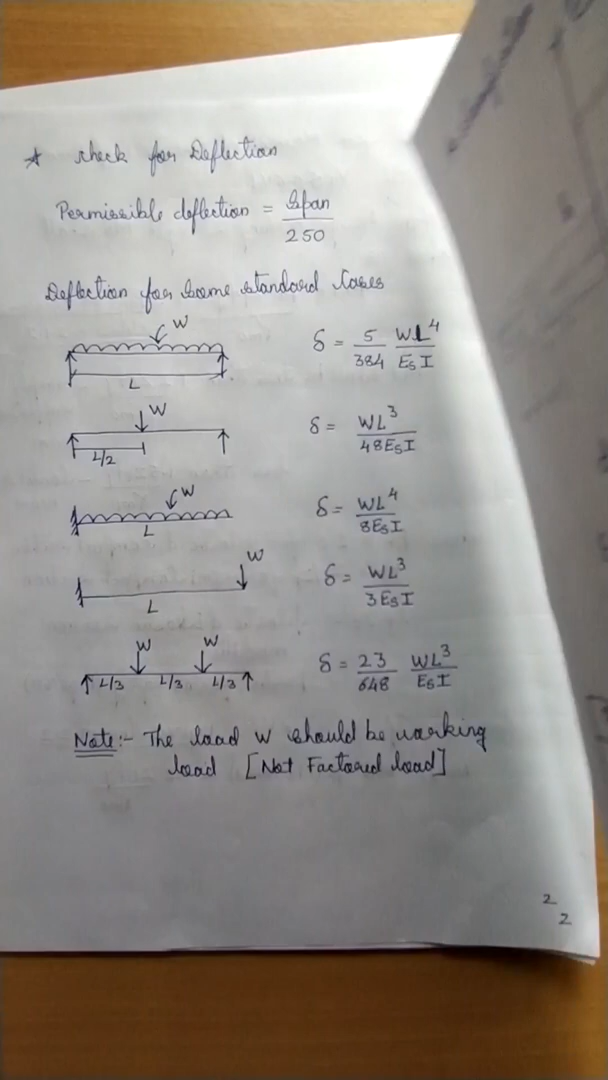 * Check for Deflection
Permissible deflection = Span / 250
Deflection for Some standard Cases
W
L
δ = 5/384 WL⁴/EsI
W
L/2
δ = WL³/48EsI
W
L
δ = WL⁴/8EsI
W
L
δ = WL³/3EsI
W W
L/3 L/3 L/3
δ = 23/648 WL³/EsI
Note:- The load W should be working
load [Not Factored load]
2
2